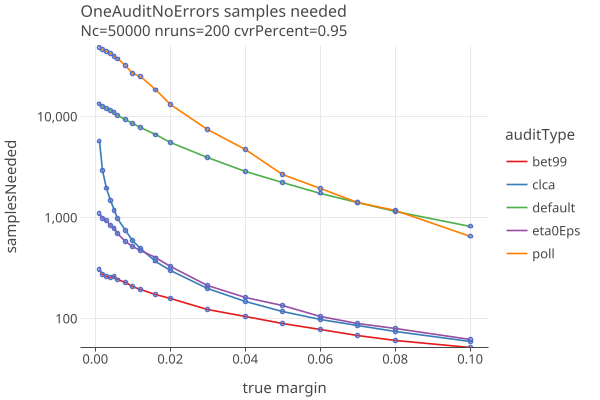 OneAuditNoErrors samples needed
Nc=50000 nruns=200 cvrPercent=0.95
samplesNeeded
10,000
1,000
100
0.00
0.02
0.04
0.06
0.08
0.10
true margin
auditType
bet99
clca
default
eta0Eps
poll